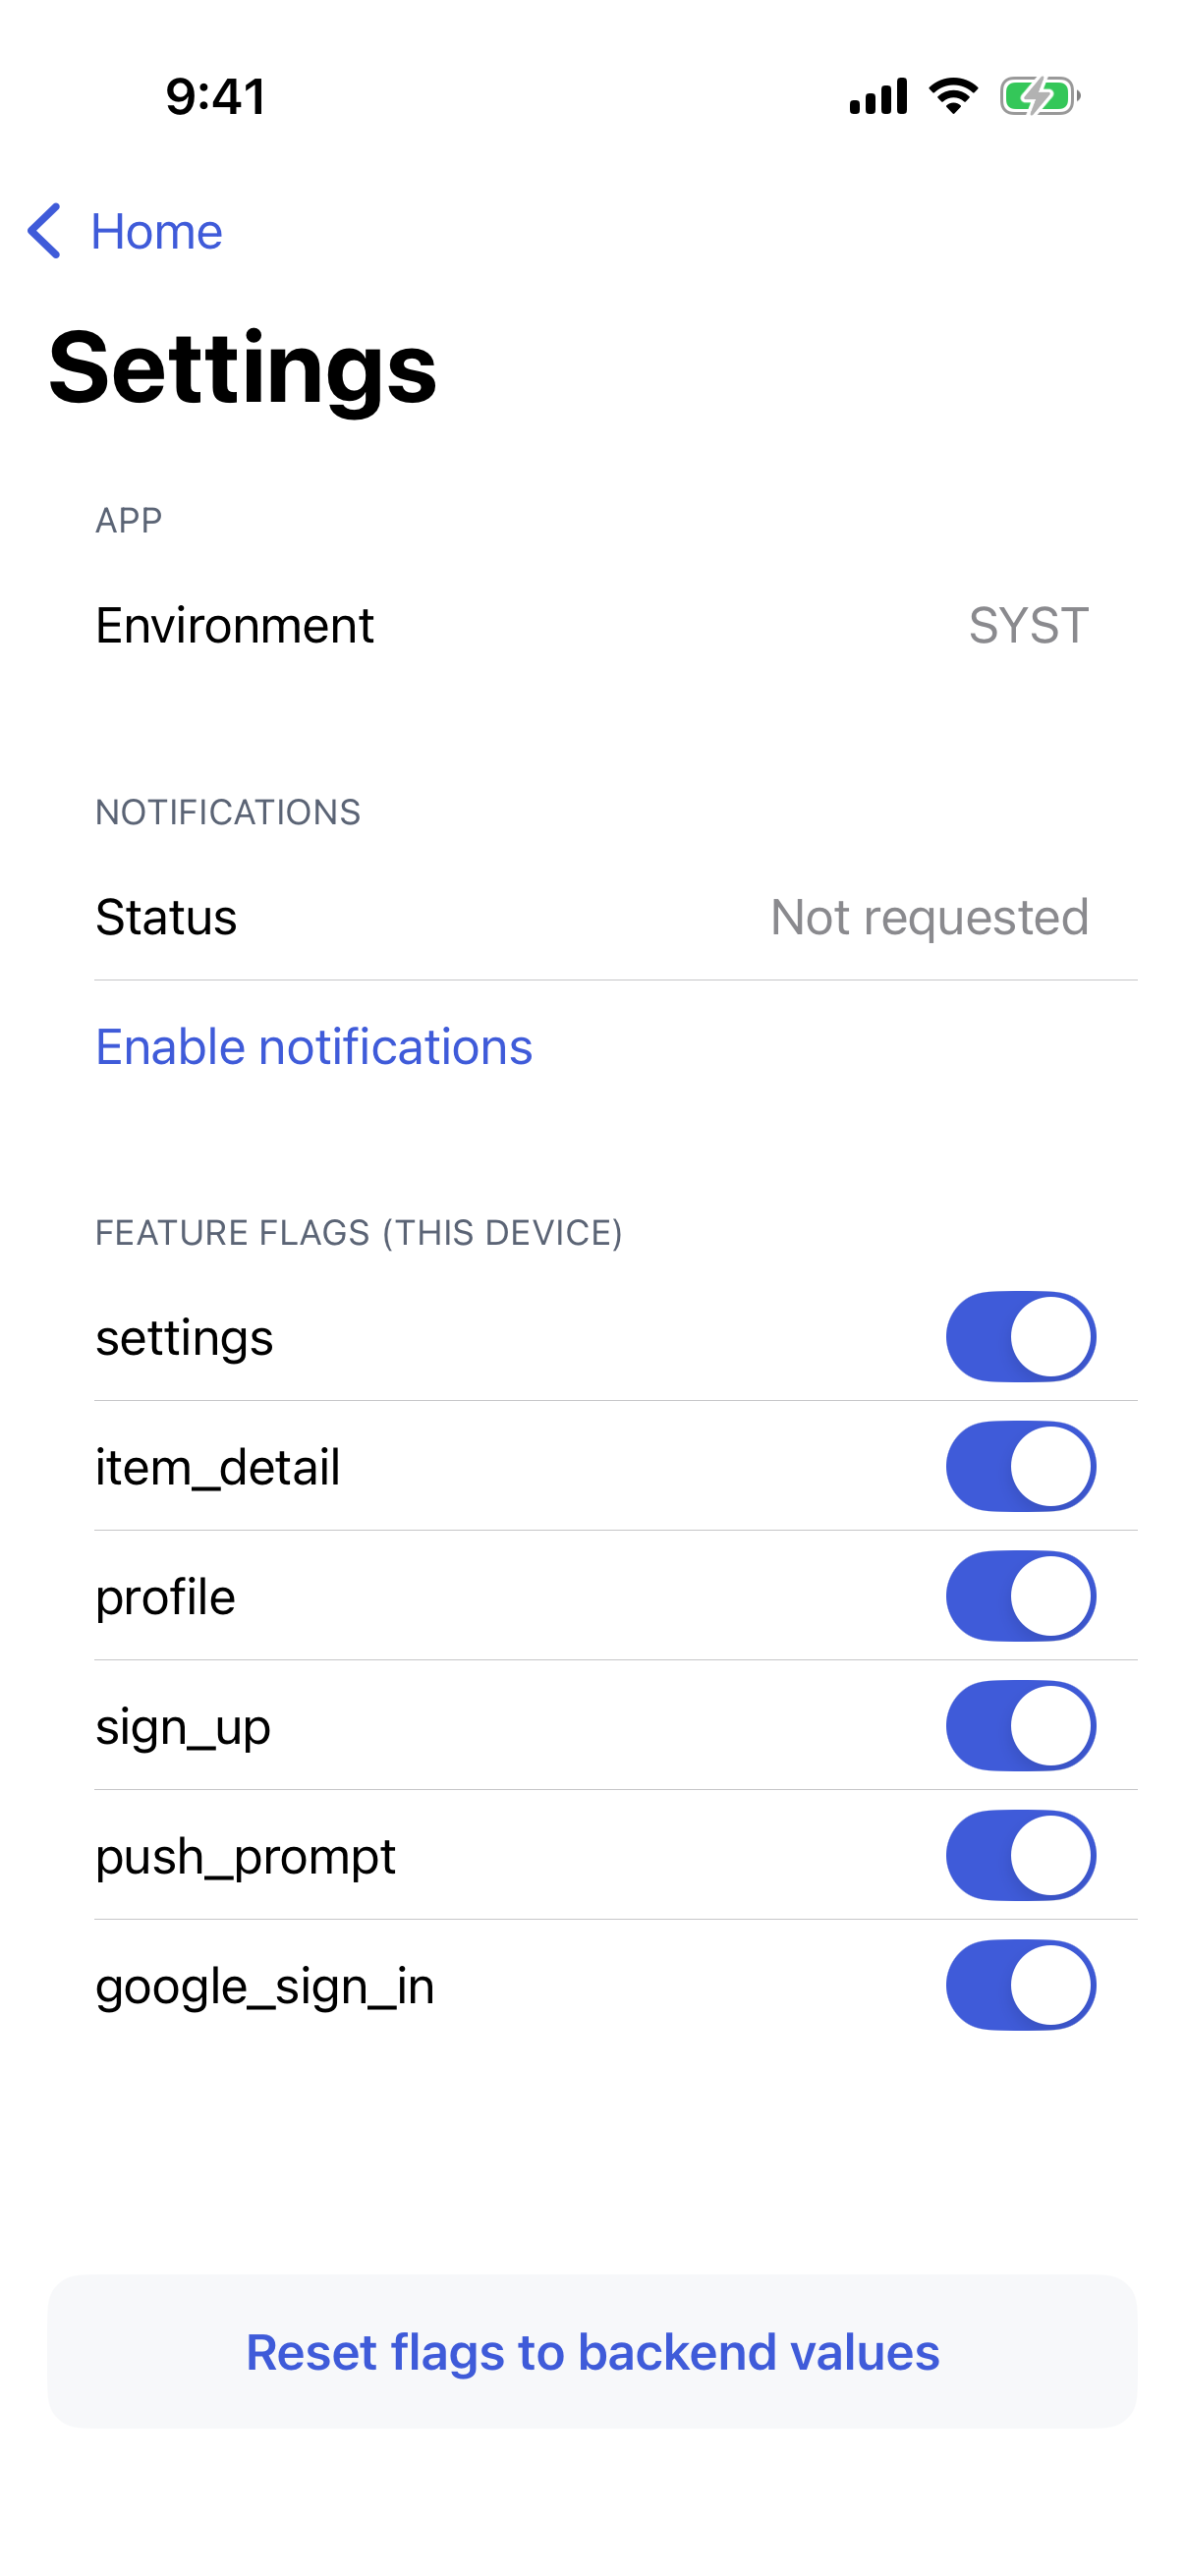 9:41
Home
Settings
APP
Environment SYST
NOTIFICATIONS
Status Not requested
Enable notifications
FEATURE FLAGS (THIS DEVICE)
settings
item_detail
profile
sign_up
push_prompt
google_sign_in
Reset flags to backend values